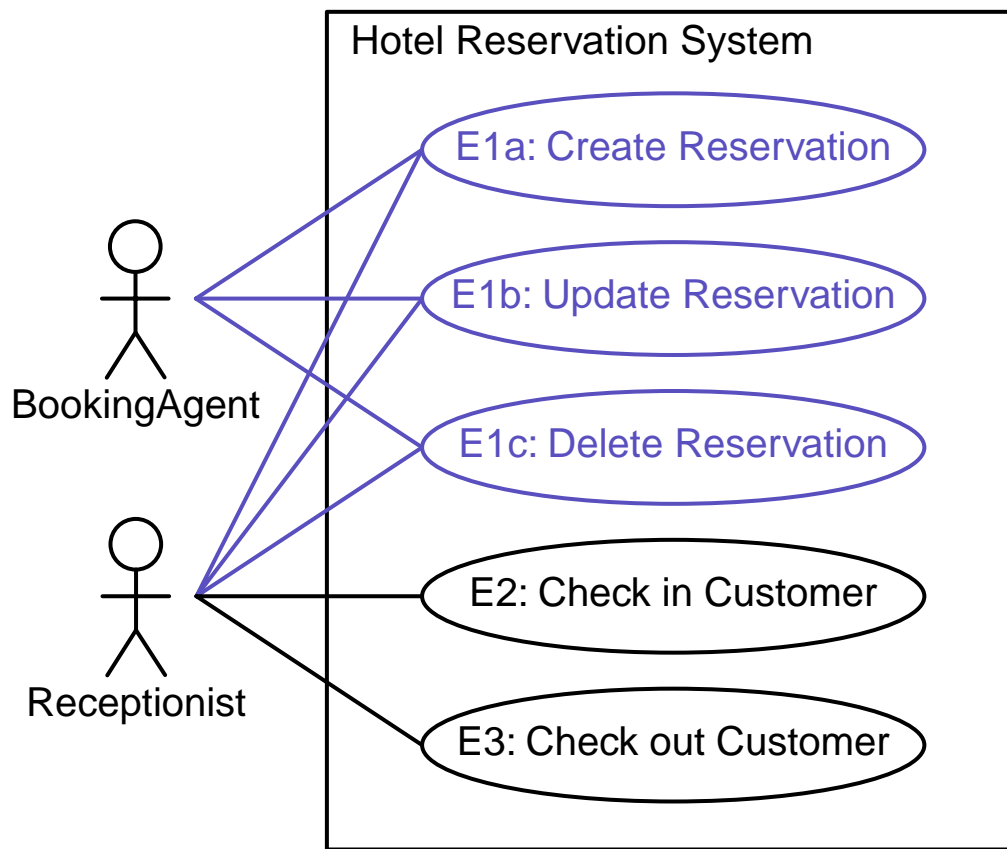 Hotel Reservation System
E1a: Create Reservation
E1b: Update Reservation
BookingAgent
E1c: Delete Reservation
E2: Check in Customer
Receptionist
E3: Check out Customer